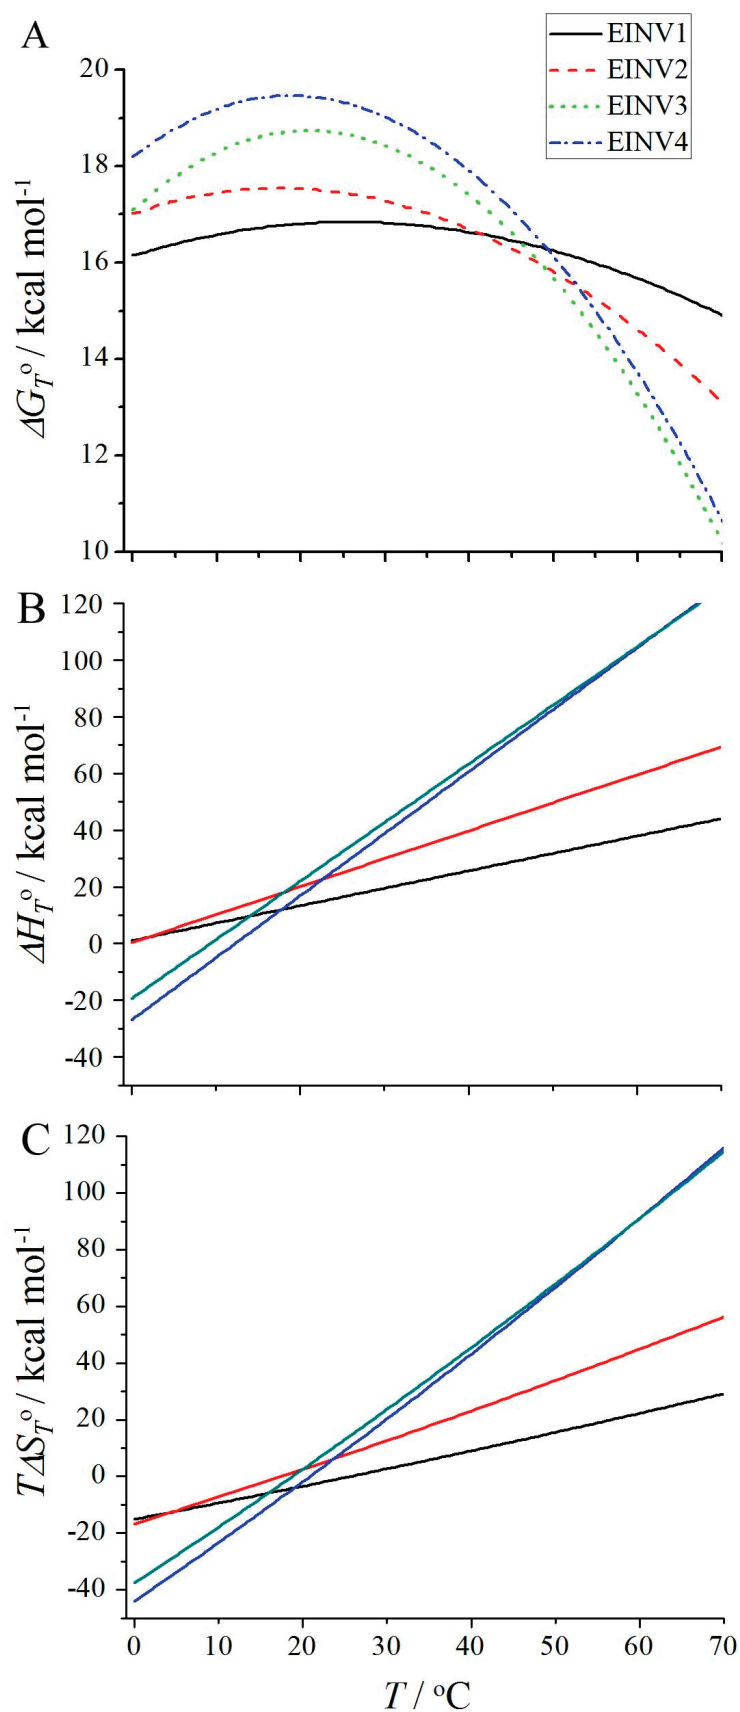 A
EINV1
EINV2
EINV3
EINV4
20
18
16
14
12
10
ΔG_T° / kcal mol⁻¹
B
120
100
80
60
40
20
0
-20
-40
ΔH_T° / kcal mol⁻¹
C
120
100
80
60
40
20
0
-20
-40
TΔS_T° / kcal mol⁻¹
0 10 20 30 40 50 60 70
T / °C